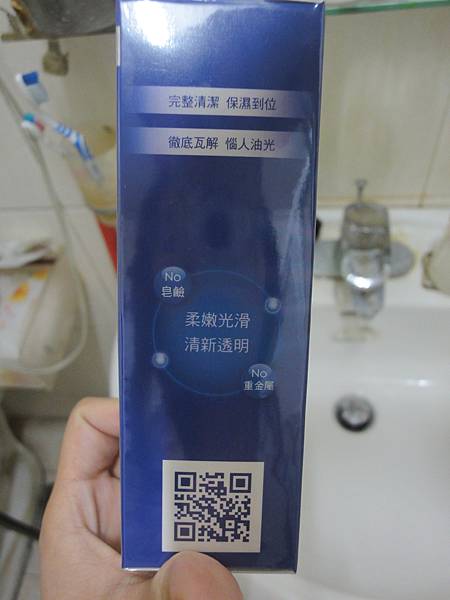 完整清潔 保濕到位
徹底瓦解 惱人油光
No
皂鹼
柔嫩光滑
清新透明
No
重金屬